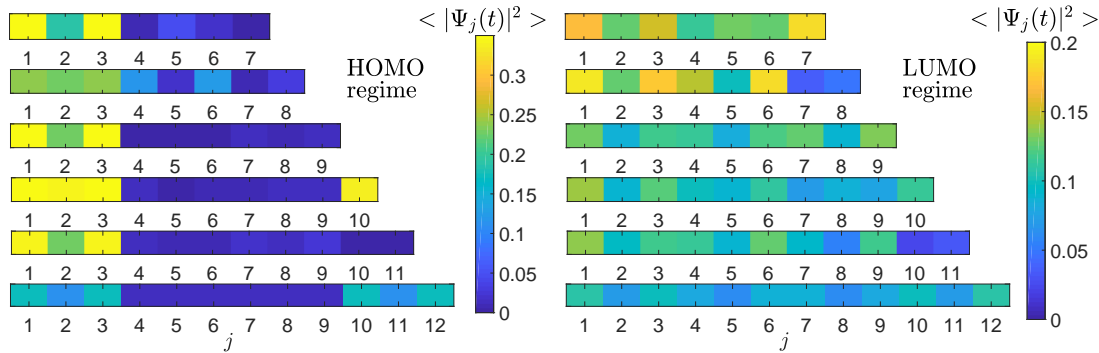 < |Ψj(t)|² >
1 2 3 4 5 6 7
1 2 3 4 5 6 7 8
1 2 3 4 5 6 7 8 9
1 2 3 4 5 6 7 8 9 10
1 2 3 4 5 6 7 8 9 10 11
1 2 3 4 5 6 7 8 9 10 11 12
j
HOMO
regime
0.3
0.25
0.2
0.15
0.1
0.05
0
< |Ψj(t)|² >
1 2 3 4 5 6 7
1 2 3 4 5 6 7 8
1 2 3 4 5 6 7 8 9
1 2 3 4 5 6 7 8 9 10
1 2 3 4 5 6 7 8 9 10 11
1 2 3 4 5 6 7 8 9 10 11 12
j
LUMO
regime
0.2
0.15
0.1
0.05
0